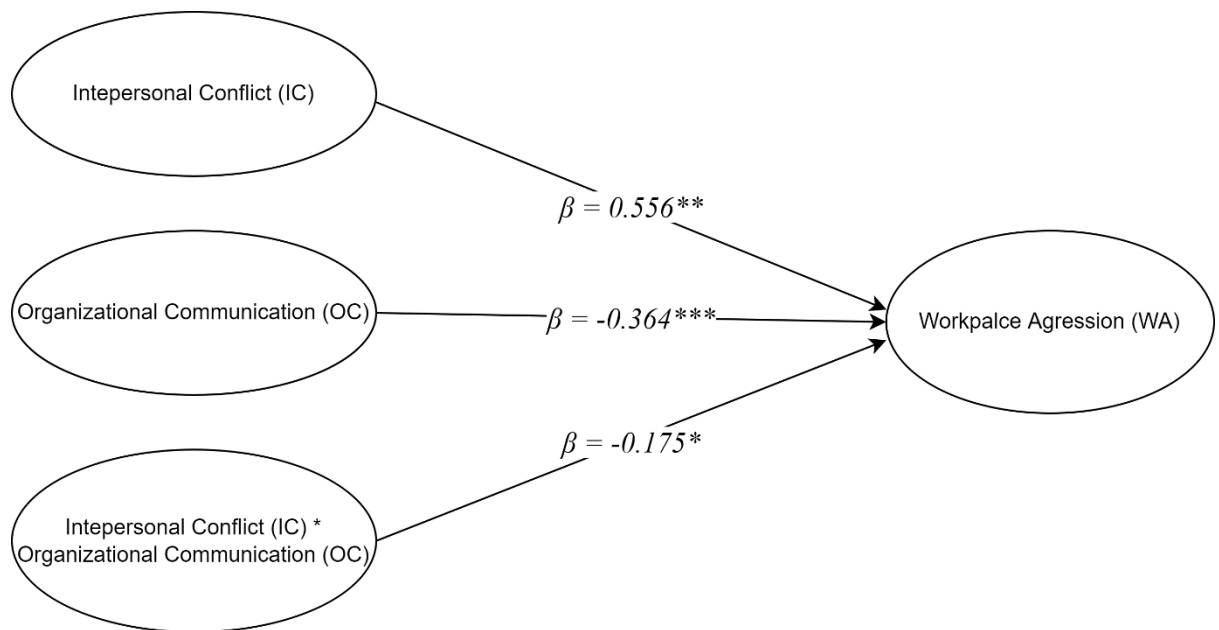 Intepersonal Conflict (IC)
β = 0.556**
Organizational Communication (OC)
β = -0.364***
Workpalce Agression (WA)
β = -0.175*
Intepersonal Conflict (IC) *
Organizational Communication (OC)